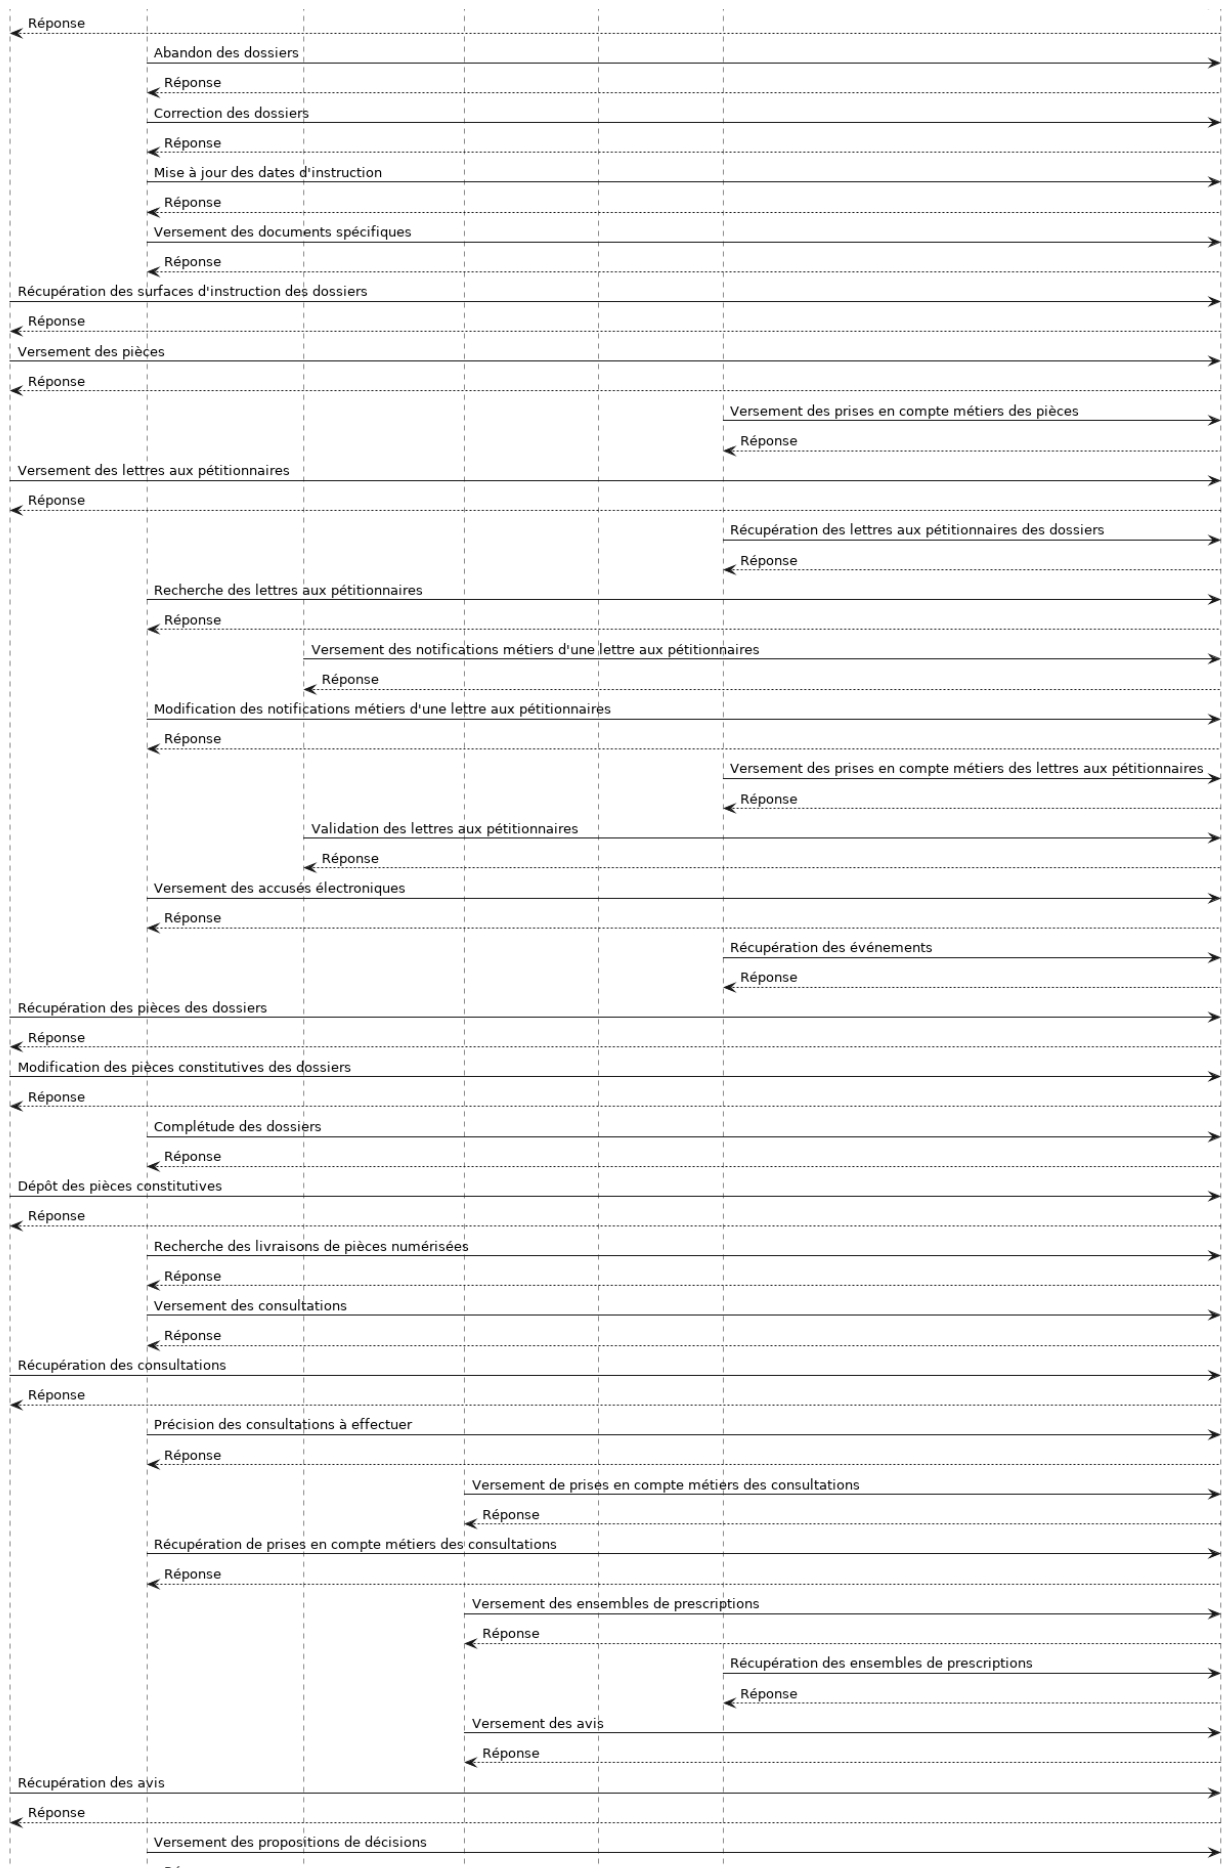 Réponse
Abandon des dossiers
Réponse
Correction des dossiers
Réponse
Mise à jour des dates d'instruction
Réponse
Versement des documents spécifiques
Réponse
Récupération des surfaces d'instruction des dossiers
Réponse
Versement des pièces
Réponse
Versement des prises en compte métiers des pièces
Réponse
Versement des lettres aux pétitionnaires
Réponse
Récupération des lettres aux pétitionnaires des dossiers
Réponse
Recherche des lettres aux pétitionnaires
Réponse
Versement des notifications métiers d'une lettre aux pétitionnaires
Réponse
Modification des notifications métiers d'une lettre aux pétitionnaires
Réponse
Versement des prises en compte métiers des lettres aux pétitionnaires
Réponse
Validation des lettres aux pétitionnaires
Réponse
Versement des accusés électroniques
Réponse
Récupération des événements
Réponse
Récupération des pièces des dossiers
Réponse
Modification des pièces constitutives des dossiers
Réponse
Complétude des dossiers
Réponse
Dépôt des pièces constitutives
Réponse
Recherche des livraisons de pièces numérisées
Réponse
Versement des consultations
Réponse
Récupération des consultations
Réponse
Précision des consultations à effectuer
Réponse
Versement de prises en compte métiers des consultations
Réponse
Récupération de prises en compte métiers des consultations
Réponse
Versement des ensembles de prescriptions
Réponse
Récupération des ensembles de prescriptions
Réponse
Versement des avis
Réponse
Récupération des avis
Réponse
Versement des propositions de décisions